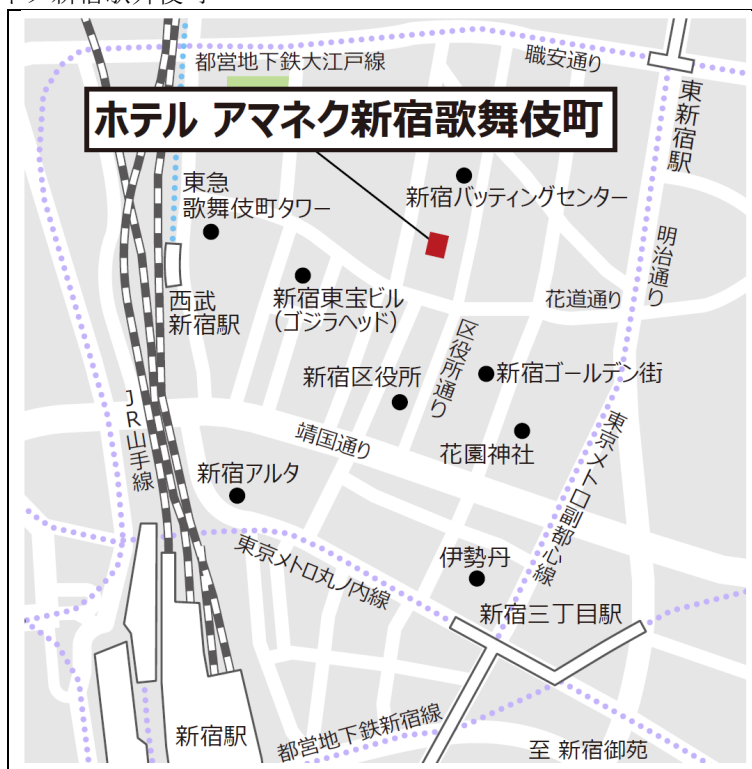 都営地下鉄大江戸線
職安通り
ホテル アマネク新宿歌舞伎町
東新宿駅
東急
歌舞伎町タワー
新宿バッティングセンター
明治通り
西武
新宿駅
新宿東宝ビル
(ゴジラヘッド)
花道通り
区役所通り
新宿区役所
新宿ゴールデン街
JR山手線
靖国通り
花園神社
東京メトロ副都心線
新宿アルタ
東京メトロ丸ノ内線
伊勢丹
新宿三丁目駅
新宿駅
都営地下鉄新宿線
至 新宿御苑